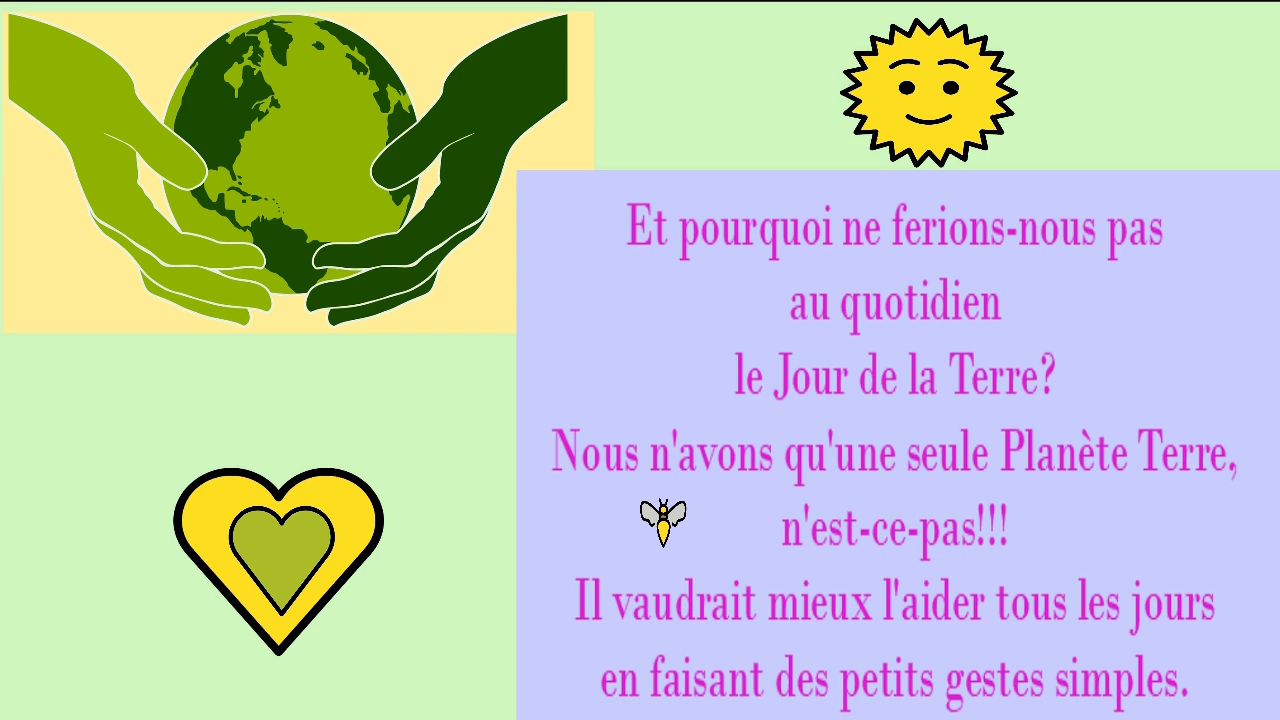 Et pourquoi ne ferions-nous pas
au quotidien
le Jour de la Terre?
Nous n'avons qu'une seule Planète Terre,
n'est-ce-pas!!!
Il vaudrait mieux l'aider tous les jours
en faisant des petits gestes simples.